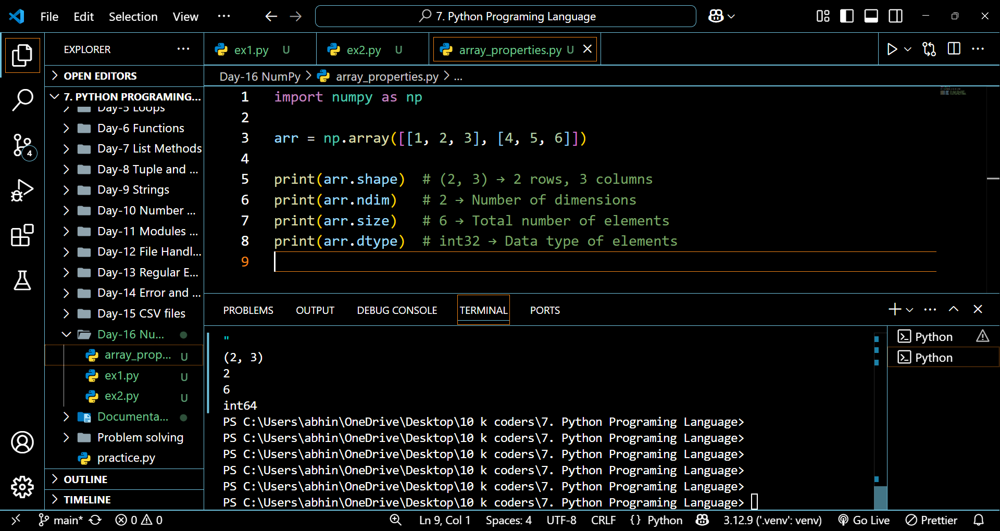 File Edit Selection View ··· 7. Python Programing Language
EXPLORER ···
OPEN EDITORS
7. PYTHON PROGRAMING...
Day-5 Loops
Day-6 Functions
Day-7 List Methods
Day-8 Tuple and ...
Day-9 Strings
Day-10 Number ...
Day-11 Modules ...
Day-12 File Handl...
Day-13 Regular E...
Day-14 Error and ...
Day-15 CSV files
Day-16 Nu...
array_prop... U
ex1.py U
ex2.py U
Documenta...
Problem solving
practice.py
OUTLINE
TIMELINE
4
ex1.py U ex2.py U array_properties.py U
Day-16 NumPy > array_properties.py > ...
1 import numpy as np
2
3 arr = np.array([[1, 2, 3], [4, 5, 6]])
4
5 print(arr.shape)  # (2, 3) → 2 rows, 3 columns
6 print(arr.ndim)   # 2 → Number of dimensions
7 print(arr.size)   # 6 → Total number of elements
8 print(arr.dtype)  # int32 → Data type of elements
9
PROBLEMS OUTPUT DEBUG CONSOLE TERMINAL PORTS
"
(2, 3)
2
6
int64
PS C:\Users\abhin\OneDrive\Desktop\10 k coders\7. Python Programing Language>
PS C:\Users\abhin\OneDrive\Desktop\10 k coders\7. Python Programing Language>
PS C:\Users\abhin\OneDrive\Desktop\10 k coders\7. Python Programing Language>
PS C:\Users\abhin\OneDrive\Desktop\10 k coders\7. Python Programing Language>
PS C:\Users\abhin\OneDrive\Desktop\10 k coders\7. Python Programing Language>
PS C:\Users\abhin\OneDrive\Desktop\10 k coders\7. Python Programing Language>
Python
Python
main* 0 0 Ln 9, Col 1 Spaces: 4 UTF-8 CRLF {} Python 3.12.9 ('.venv': venv) Go Live Prettier